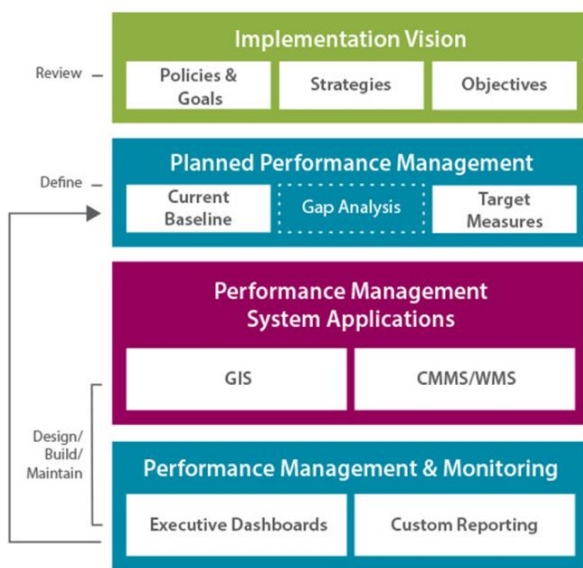 Implementation Vision
Review
Policies &
Goals
Strategies
Objectives
Planned Performance Management
Define
Current
Baseline
Gap Analysis
Target
Measures
Performance Management
System Applications
GIS
CMMS/WMS
Design/
Build/
Maintain
Performance Management & Monitoring
Executive Dashboards
Custom Reporting